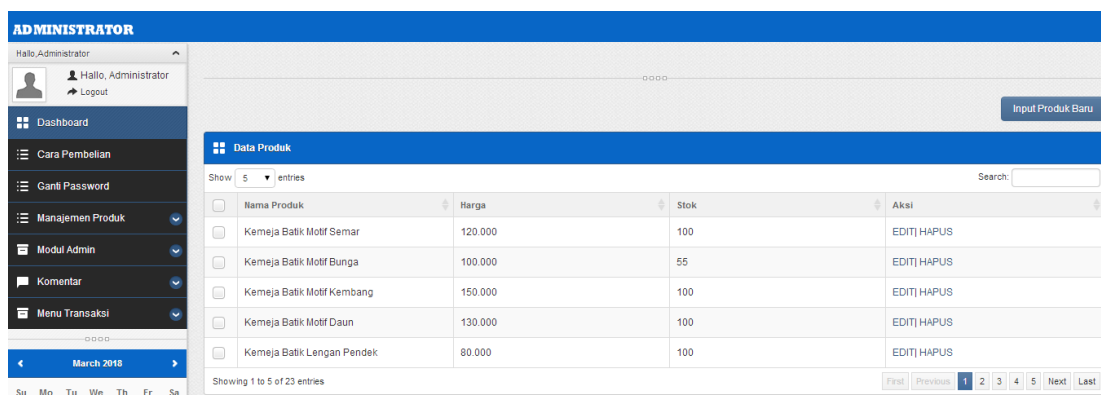 ADMINISTRATOR
Hallo,Administrator
Hallo, Administrator
Logout
Dashboard
Cara Pembelian
Ganti Password
Manajemen Produk
Modul Admin
Komentar
Menu Transaksi
March 2018
Su Mo Tu We Th Fr Sa
Input Produk Baru
Data Produk
Show 5 entries
Search:
Nama Produk Harga Stok Aksi
Kemeja Batik Motif Semar 120.000 100 EDIT| HAPUS
Kemeja Batik Motif Bunga 100.000 55 EDIT| HAPUS
Kemeja Batik Motif Kembang 150.000 100 EDIT| HAPUS
Kemeja Batik Motif Daun 130.000 100 EDIT| HAPUS
Kemeja Batik Lengan Pendek 80.000 100 EDIT| HAPUS
Showing 1 to 5 of 23 entries
First Previous 1 2 3 4 5 Next Last